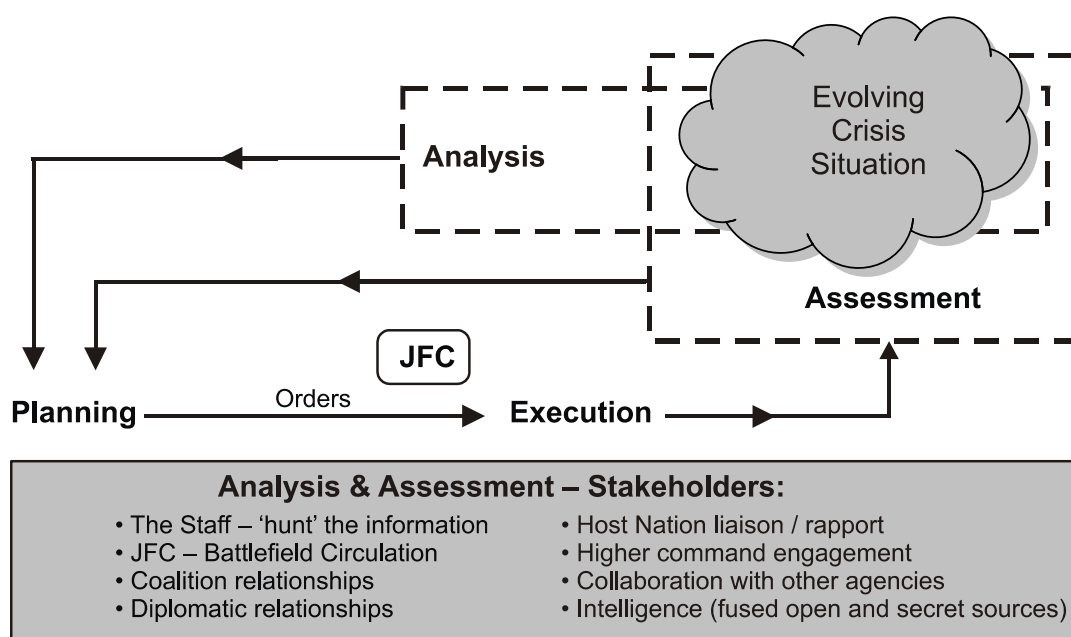 Evolving
Crisis
Situation
Analysis
Assessment
JFC
Planning
Orders
Execution
Analysis & Assessment – Stakeholders:
• The Staff – ‘hunt’ the information
• JFC – Battlefield Circulation
• Coalition relationships
• Diplomatic relationships
• Host Nation liaison / rapport
• Higher command engagement
• Collaboration with other agencies
• Intelligence (fused open and secret sources)